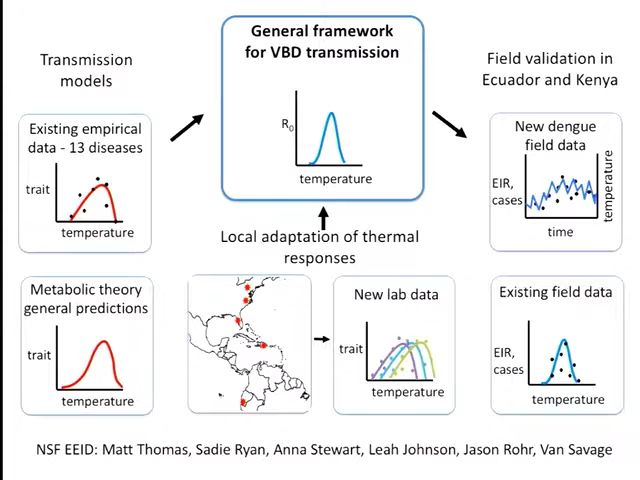 Transmission
models
General framework
for VBD transmission
R0
temperature
Field validation in
Ecuador and Kenya
Existing empirical
data - 13 diseases
trait
temperature
New dengue
field data
EIR,
cases
temperature
time
Local adaptation of thermal
responses
Metabolic theory
general predictions
trait
temperature
New lab data
trait
temperature
Existing field data
EIR,
cases
temperature
NSF EEID: Matt Thomas, Sadie Ryan, Anna Stewart, Leah Johnson, Jason Rohr, Van Savage